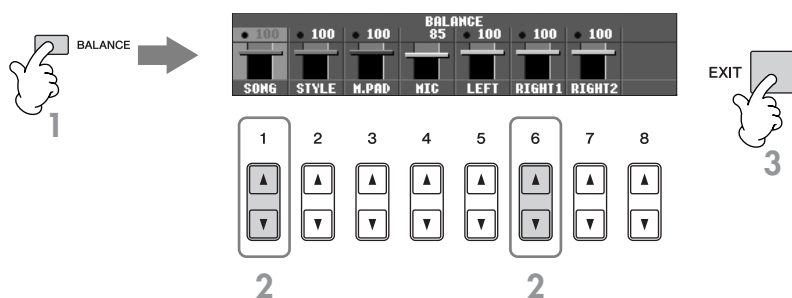 BALANCE
BALANCE
100 100 100 85 100 100 100
SONG STYLE M.PAD MIC LEFT RIGHT1 RIGHT2
EXIT
1 2 3 4 5 6 7 8
1
3
2 2